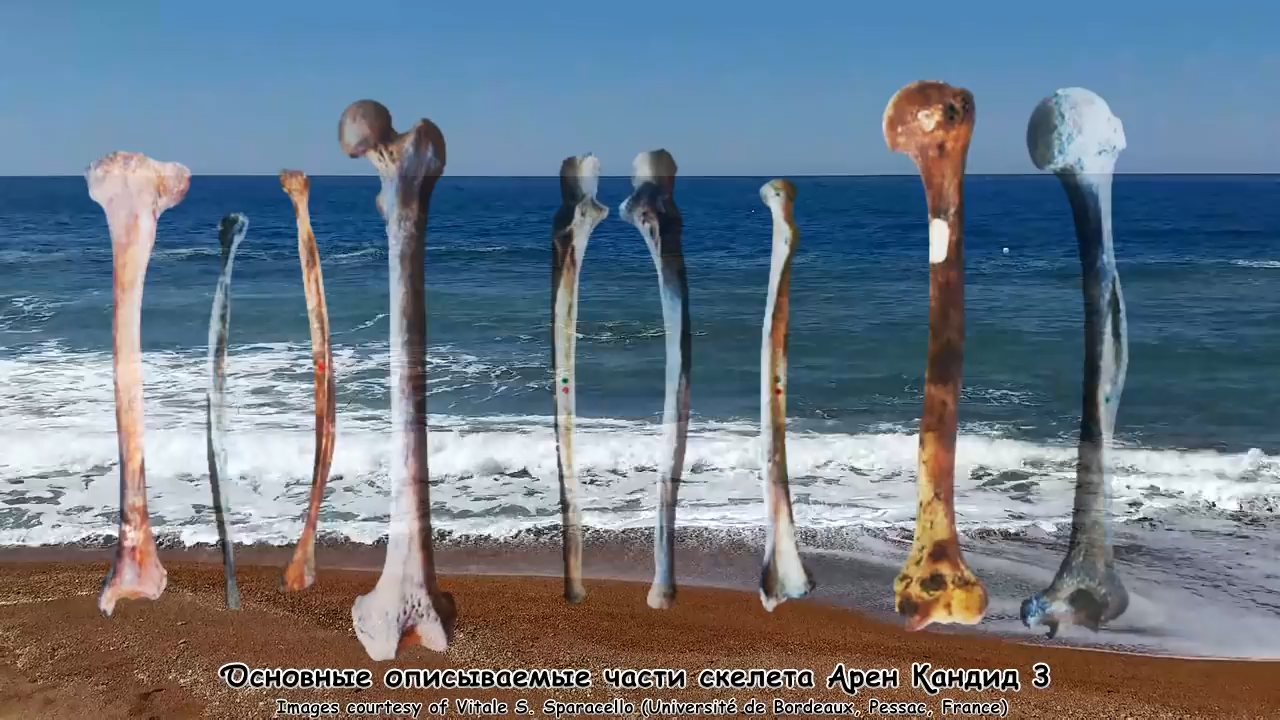 Основные описываемые части скелета Арен Кандид 3
Images courtesy of Vitale S. Sparacello (Université de Bordeaux, Pessac, France)